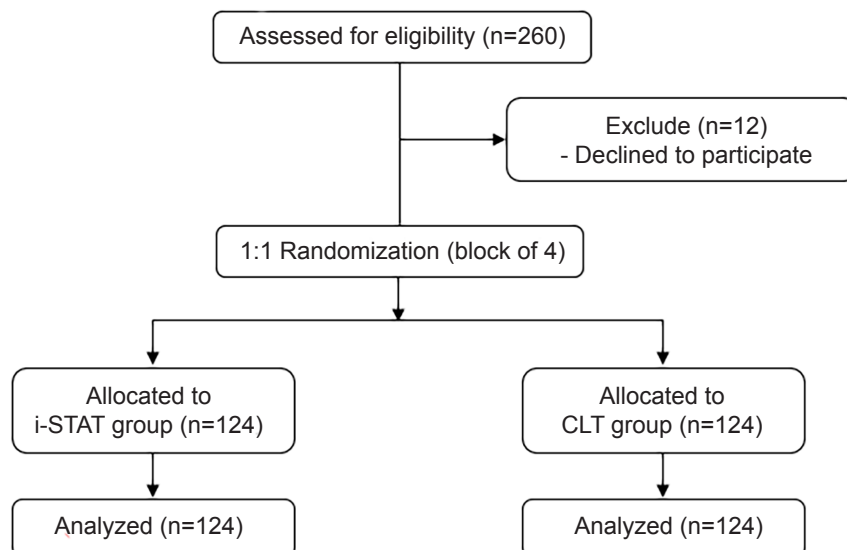 Assessed for eligibility (n=260)
Exclude (n=12)
- Declined to participate
1:1 Randomization (block of 4)
Allocated to
i-STAT group (n=124)
Allocated to
CLT group (n=124)
Analyzed (n=124)
Analyzed (n=124)